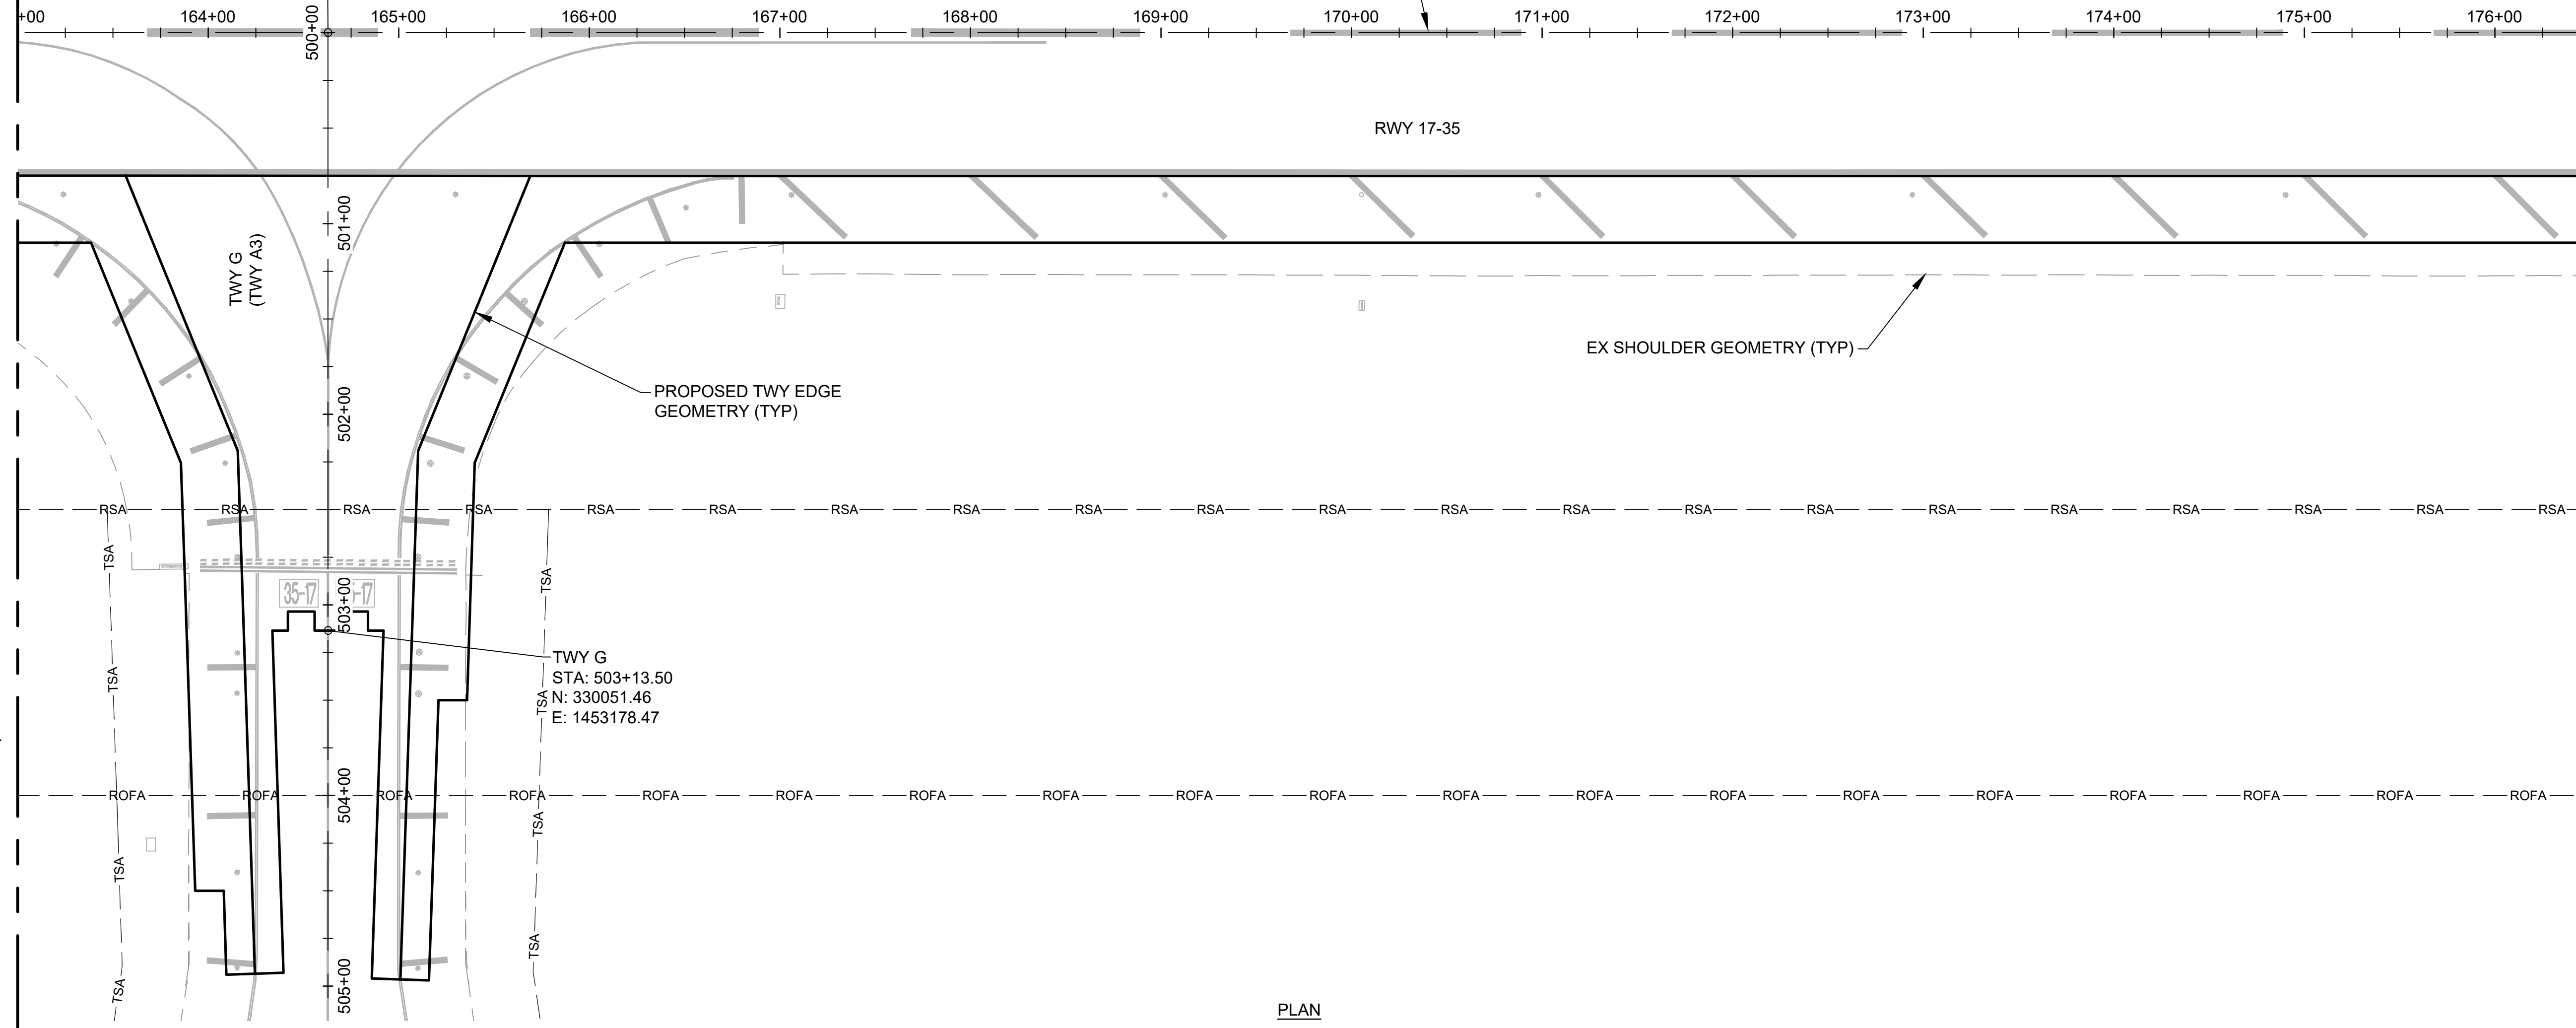 +00 164+00 165+00 166+00 167+00 168+00 169+00 170+00 171+00 172+00 173+00 174+00 175+00 176+00
500+00
RWY 17-35
501+00
TWY G
(TWY A3)
EX SHOULDER GEOMETRY (TYP)
PROPOSED TWY EDGE
GEOMETRY (TYP)
502+00
RSA RSA RSA RSA RSA RSA RSA RSA RSA RSA RSA RSA RSA RSA RSA RSA RSA RSA RSA RSA RSA
TSA
TSA
35-17
-17
503+00
TWY G
STA: 503+13.50
N: 330051.46
E: 1453178.47
TSA
TSA
ROFA ROFA ROFA ROFA ROFA ROFA ROFA ROFA ROFA ROFA ROFA ROFA ROFA ROFA ROFA ROFA ROFA ROFA ROFA
504+00
TSA
TSA
TSA
TSA
505+00
PLAN